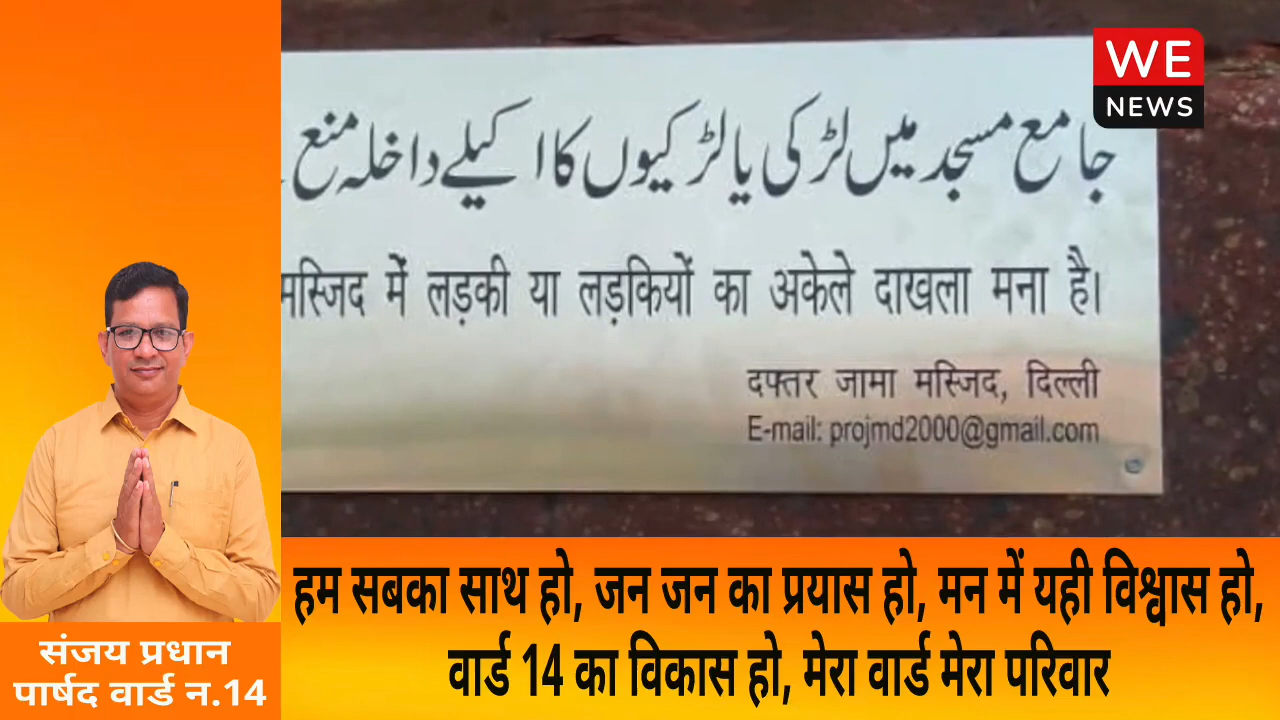 WE
NEWS
جامع مسجد میں لڑکی یا لڑکیوں کا اکیلے داخلہ منع
मस्जिद में लड़की या लड़कियों का अकेले दाखला मना है।
दफ्तर जामा मस्जिद, दिल्ली
E-mail: projmd2000@gmail.com
संजय प्रधान
पार्षद वार्ड न.14
हम सबका साथ हो, जन जन का प्रयास हो, मन में यही विश्वास हो,
वार्ड 14 का विकास हो, मेरा वार्ड मेरा परिवार